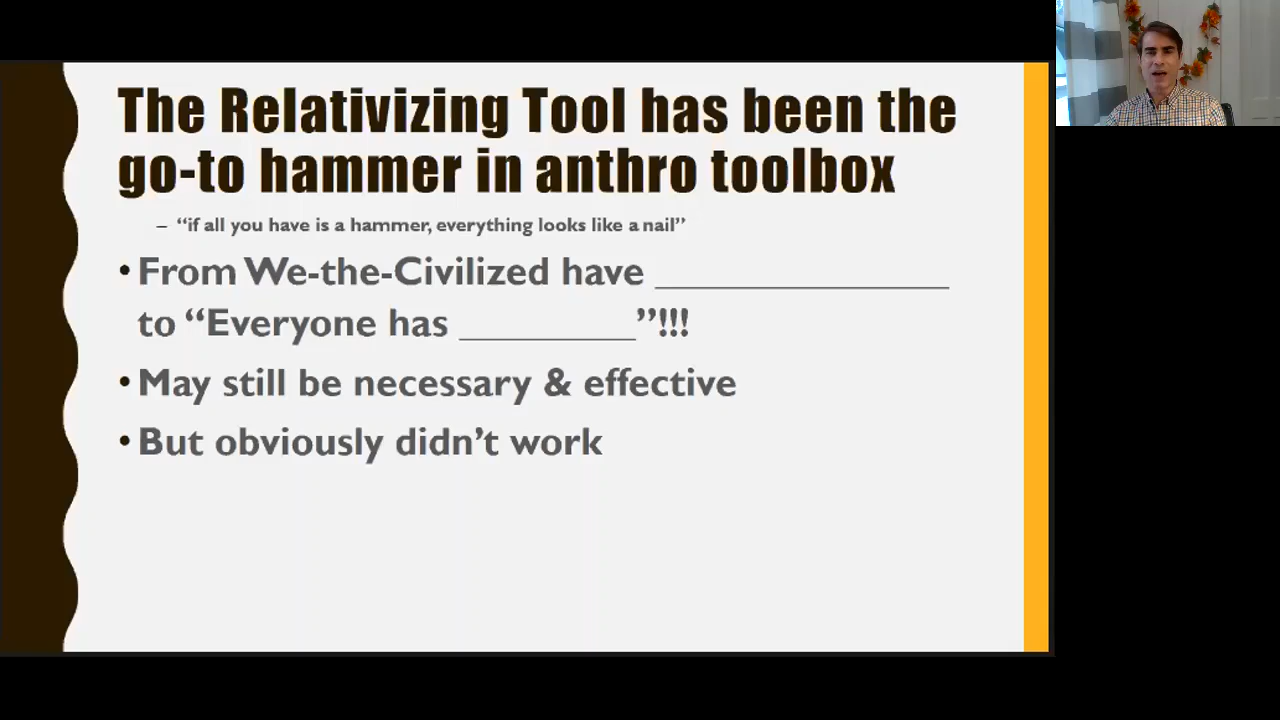 The Relativizing Tool has been the
go-to hammer in anthro toolbox
– “if all you have is a hammer, everything looks like a nail”
• From We-the-Civilized have ________________
to “Everyone has _________”!!!
• May still be necessary & effective
• But obviously didn’t work